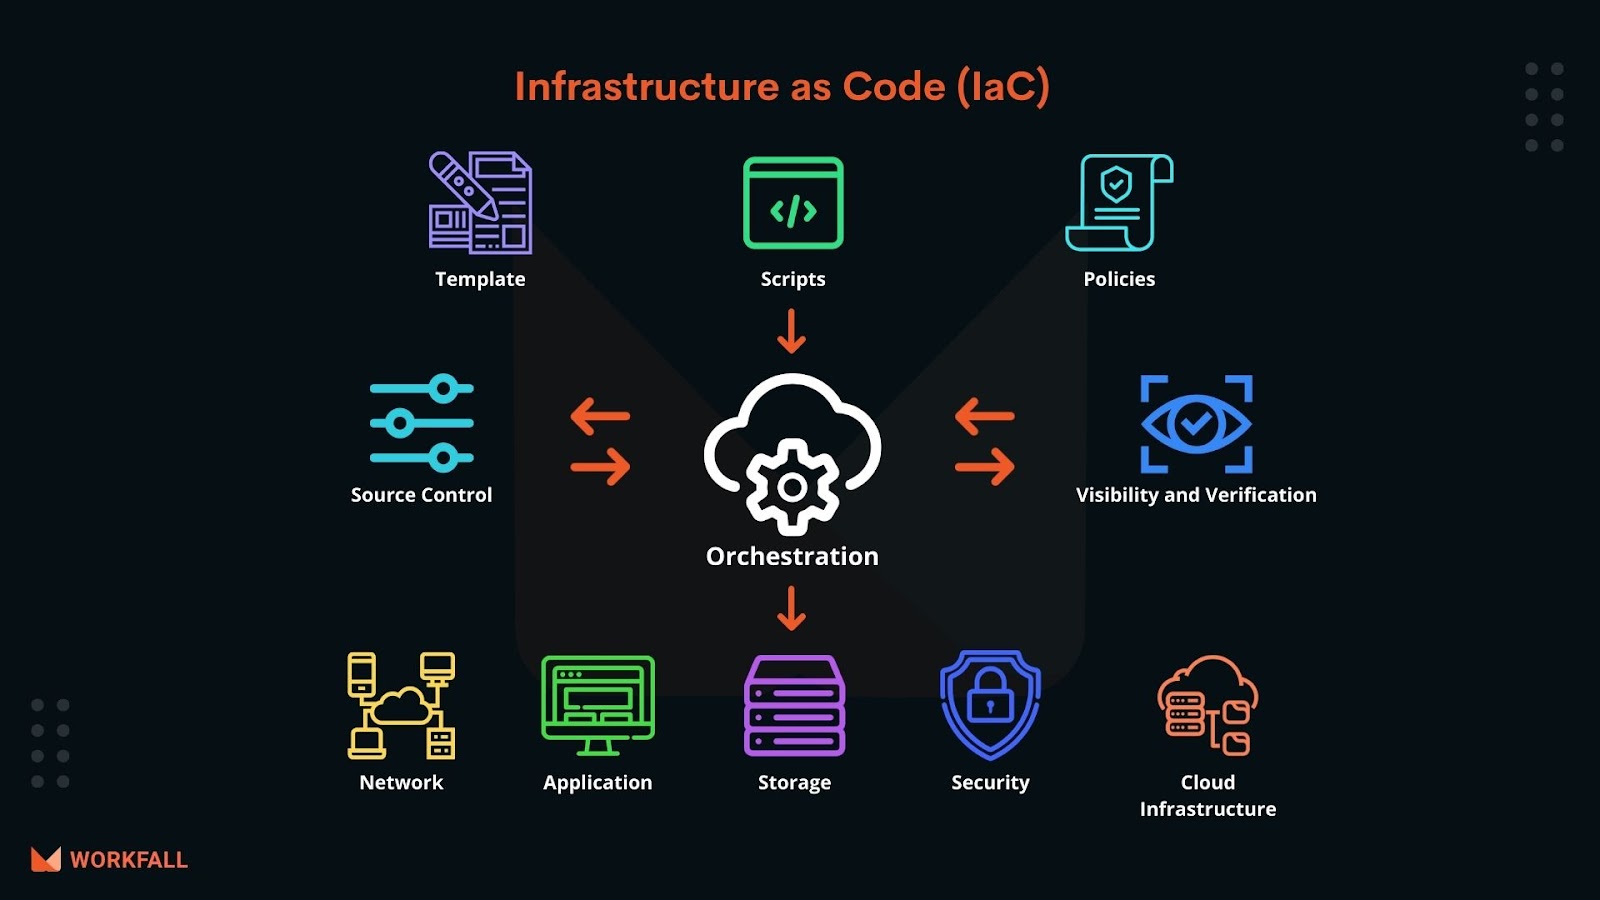 Infrastructure as Code (IaC)
Template
Scripts
Policies
Source Control
Visibility and Verification
Orchestration
Network
Application
Storage
Security
Cloud
Infrastructure
WORKFALL